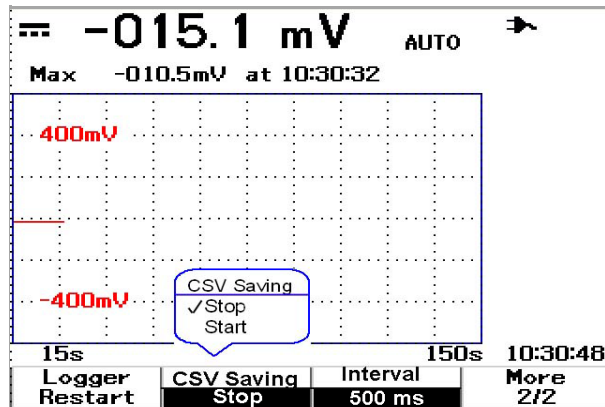 -015.1 mV AUTO
Max -010.5mV at 10:30:32
400mV
-400mV
CSV Saving
✓Stop
Start
15s 150s 10:30:48
Logger Restart CSV Saving Stop Interval 500 ms More 2/2